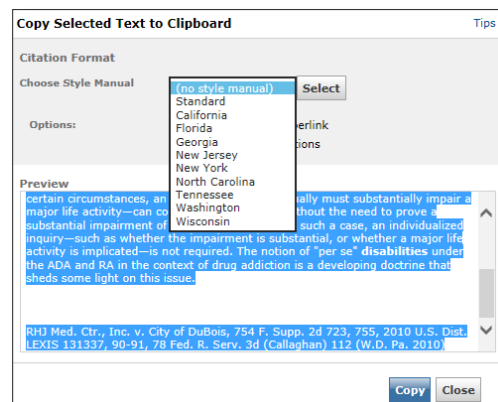 Copy Selected Text to Clipboard
Tips
Citation Format
Choose Style Manual
(no style manual)
Select
Standard
California
Florida
Georgia
New Jersey
New York
North Carolina
Tennessee
Washington
Wisconsin
Options:
erlink
ions
Preview
certain circumstances, an ally must substantially impair a
major life activity—can co thout the need to prove a
substantial impairment of such a case, an individualized
inquiry—such as whether the impairment is substantial, or whether a major life
activity is implicated—is not required. The notion of "per se" disabilities under
the ADA and RA in the context of drug addiction is a developing doctrine that
sheds some light on this issue.
RHJ Med. Ctr., Inc. v. City of DuBois, 754 F. Supp. 2d 723, 755, 2010 U.S. Dist.
LEXIS 131337, 90-91, 78 Fed. R. Serv. 3d (Callaghan) 112 (W.D. Pa. 2010)
Copy
Close